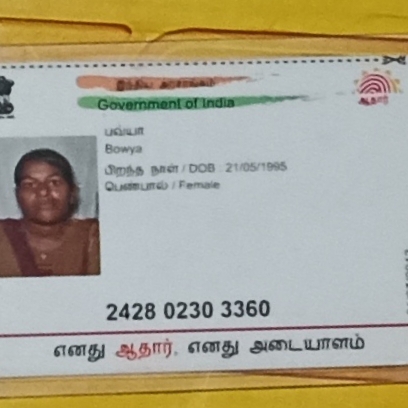 இந்திய அரசாங்கம்
Government of India
ஆதார்
பவ்யா
Bowya
பிறந்த நாள் / DOB : 21/05/1995
பெண்பால் / Female
2428 0230 3360
எனது ஆதார், எனது அடையாளம்